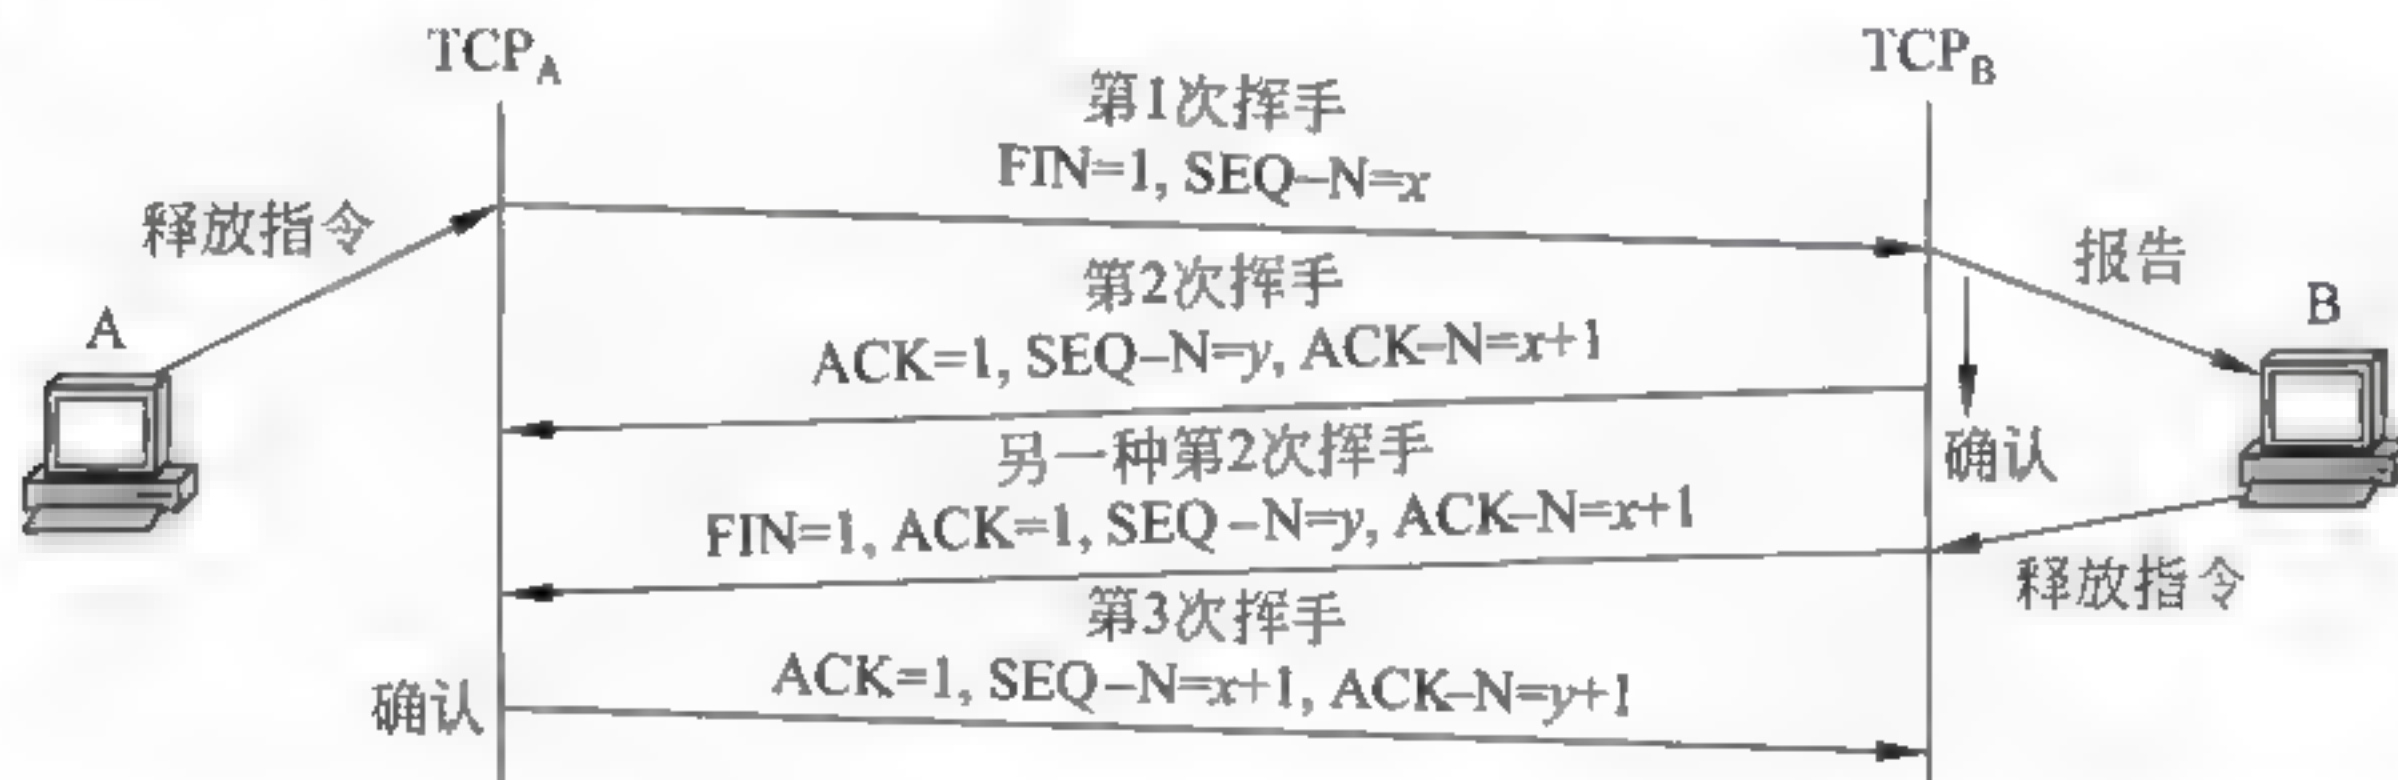 TCPA
TCPB
第1次挥手
FIN=1, SEQ-N=x
释放指令
报告
A
B
第2次挥手
ACK=1, SEQ-N=y, ACK-N=x+1
确认
另一种第2次挥手
FIN=1, ACK=1, SEQ-N=y, ACK-N=x+1
释放指令
第3次挥手
ACK=1, SEQ-N=x+1, ACK-N=y+1
确认